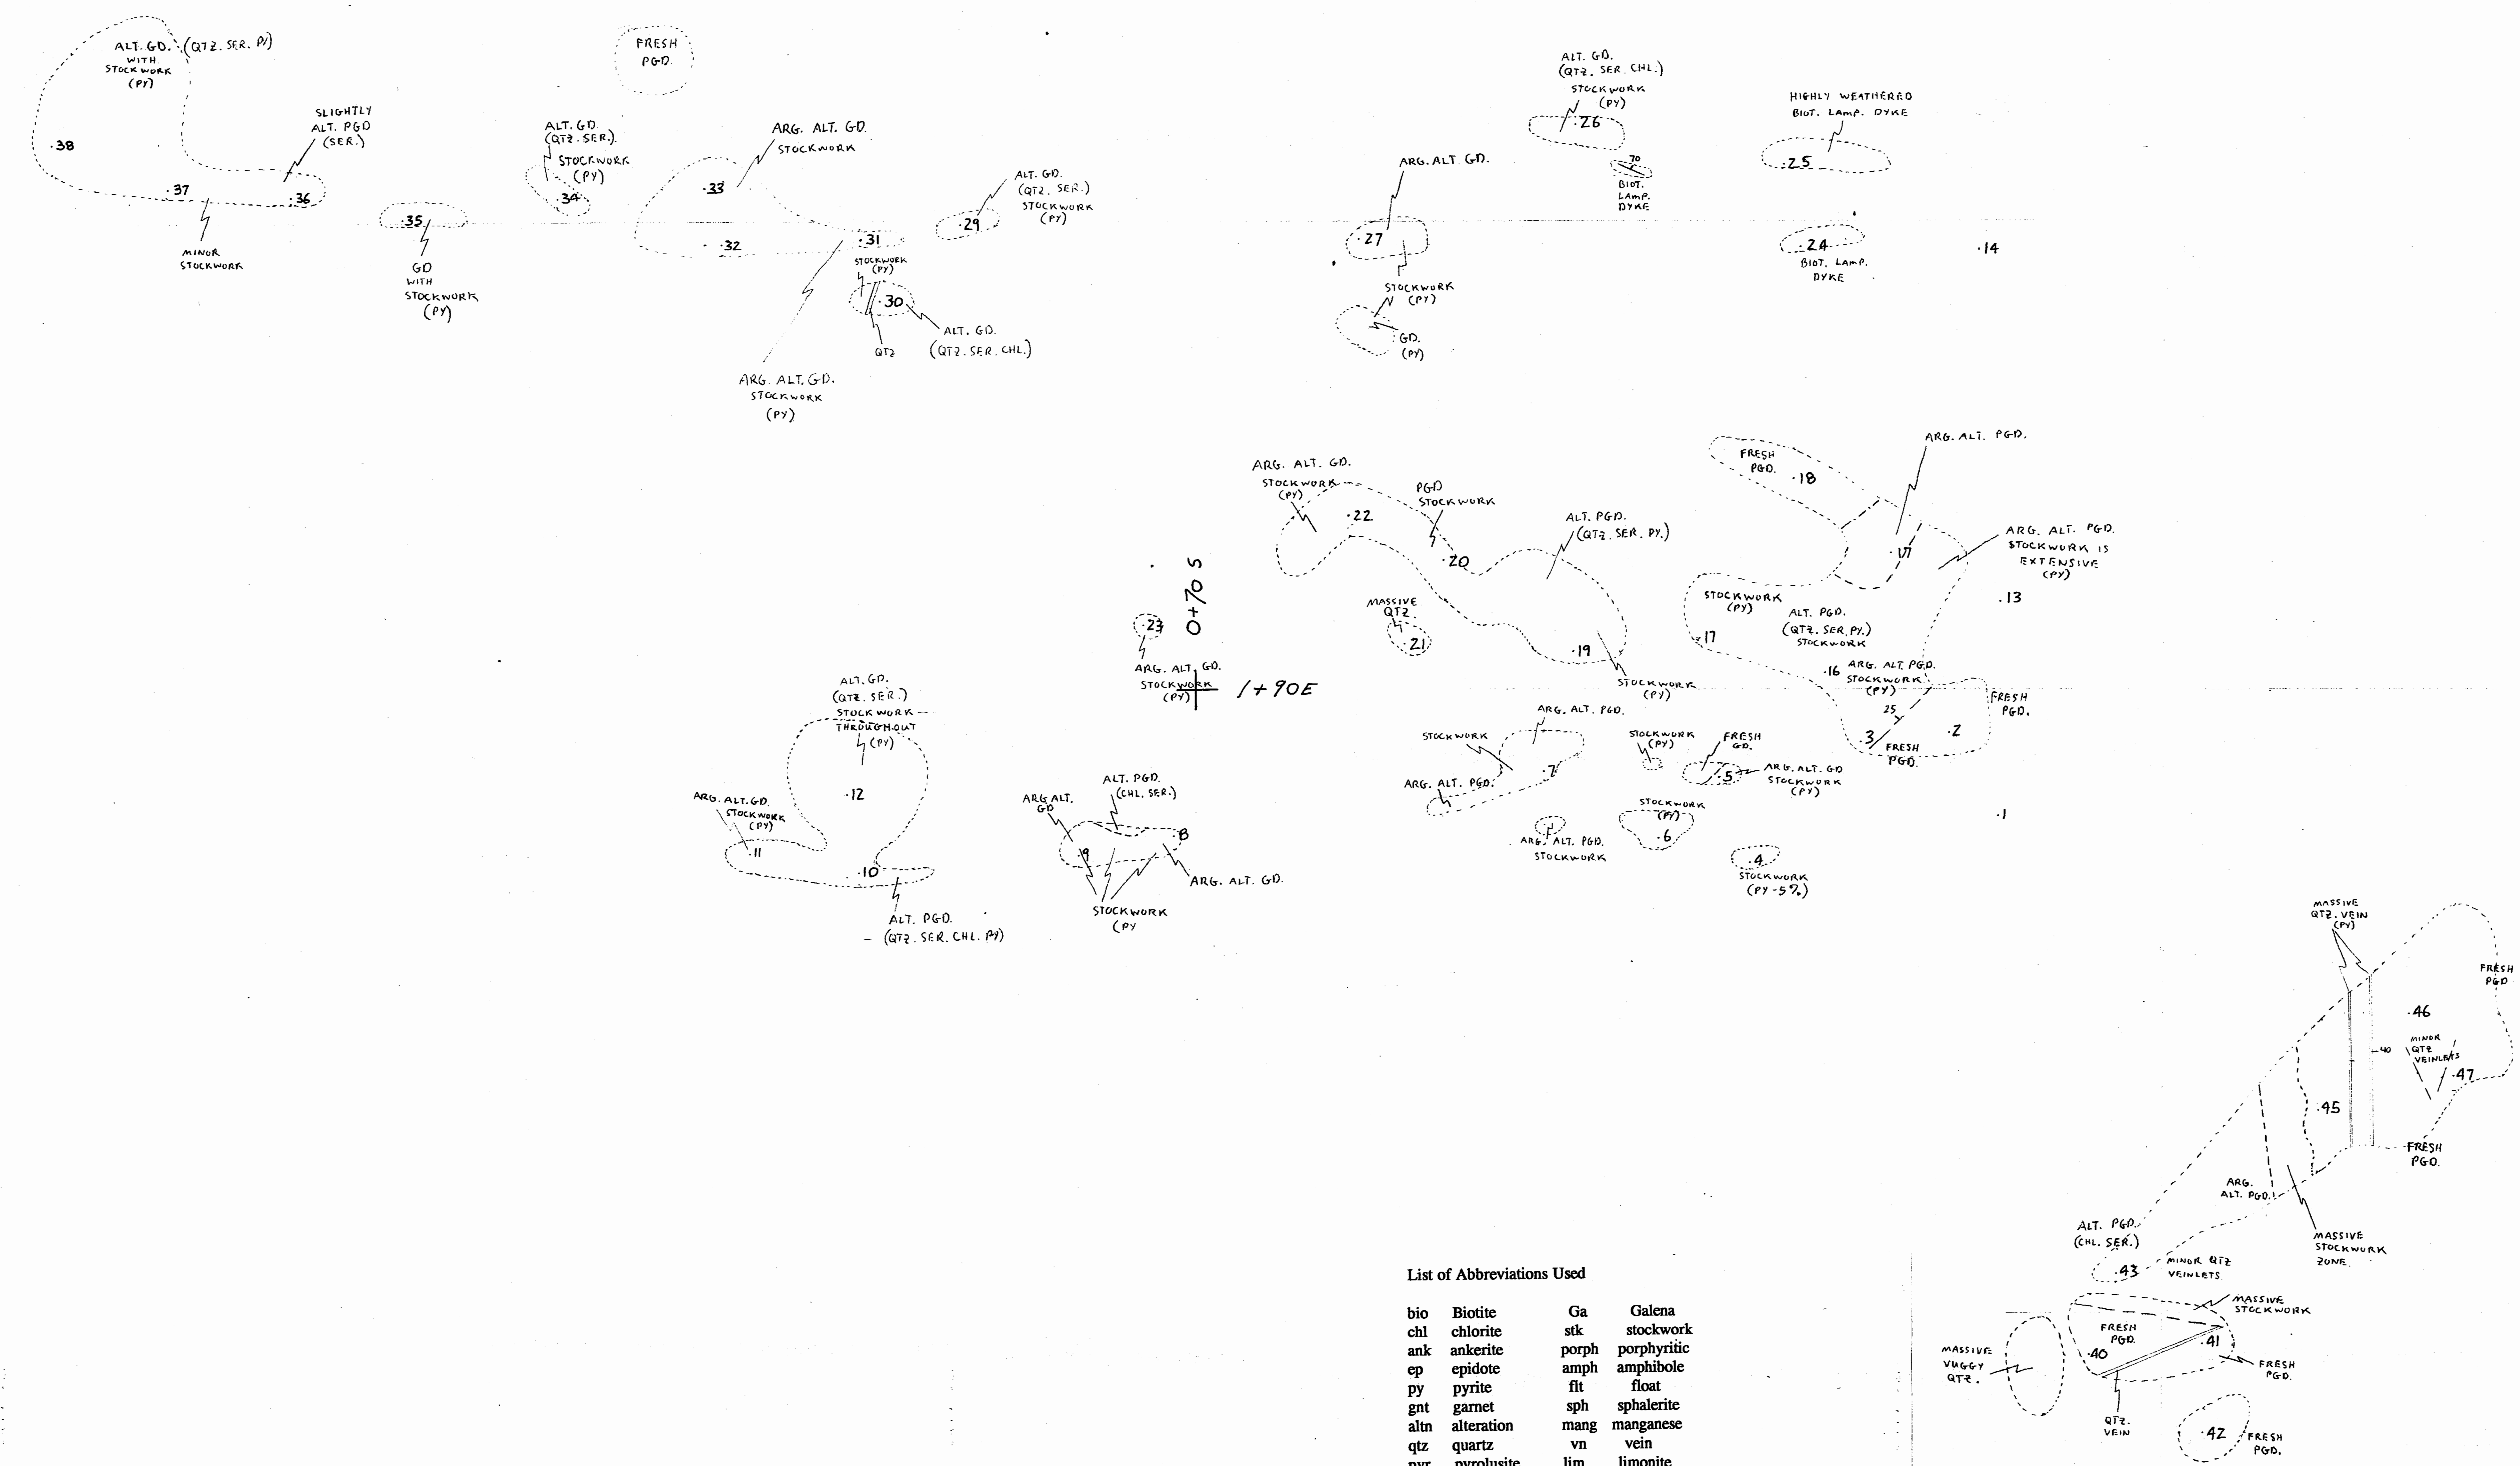 ALT. GD. (QTZ. SER. PY)
WITH
STOCKWORK
(PY)
.38
SLIGHTLY
ALT. PGD
(SER.)
.37
.36
MINOR
STOCKWORK
.35
GD
WITH
STOCKWORK
(PY)
FRESH
PGD.
ALT. GD
(QTZ. SER.)
STOCKWORK
(PY)
.34
ARG. ALT. GD.
STOCKWORK
.33
.32
.31
STOCKWORK
(PY)
.30
QTZ
ALT. GD.
(QTZ. SER. CHL.)
ARG. ALT. GD.
STOCKWORK
(PY)
ALT. GD.
(QTZ. SER.)
STOCKWORK
(PY)
.29
ALT. GD.
(QTZ. SER. CHL.)
STOCKWORK
(PY)
.26
70
BIOT.
LAMP.
DYKE
HIGHLY WEATHERED
BIOT. LAMP. DYKE
.25
ARG. ALT. GD.
.27
STOCKWORK
(PY)
GD.
(PY)
.24
BIOT. LAMP.
DYKE
.14
ARG. ALT. GD.
STOCKWORK
(PY)
.22
PGD
STOCKWORK
.20
ALT. PGD.
(QTZ. SER. PY.)
.19
STOCKWORK
(PY)
MASSIVE
QTZ.
.21
0+70 S
.23
ARG. ALT. GD.
STOCKWORK
(PY)
1+90E
FRESH
PGD.
.18
ARG. ALT. PGD.
.17
ARG. ALT. PGD.
STOCKWORK IS
EXTENSIVE
(PY)
.13
STOCKWORK
(PY)
ALT. PGD.
(QTZ. SER. PY.)
STOCKWORK
.17
.16
ARG. ALT. PGD.
STOCKWORK
(PY)
FRESH
PGD.
25
.3
.2
FRESH
PGD.
ALT. GD.
(QTZ. SER.)
STOCKWORK
THROUGHOUT
(PY)
.12
ARG. ALT. GD.
STOCKWORK
(PY)
.11
.10
ALT. PGD.
(QTZ. SER. CHL. PY)
ARG ALT.
GD
ALT. PGD.
(CHL. SER.)
.8
.9
ARG. ALT. GD.
STOCKWORK
(PY
ARG. ALT. PGD.
STOCKWORK
.7
ARG. ALT. PGD.
STOCKWORK
(PY)
FRESH
GD.
.5
ARG. ALT. GD
STOCKWORK
(PY)
ARG. ALT. PGD.
STOCKWORK
STOCKWORK
(PY)
.6
.4
STOCKWORK
(PY-5%)
.1
MASSIVE
QTZ. VEIN
(PY)
FRESH
PGD
.46
40
MINOR
QTZ
VEINLETS
.47
.45
FRESH
PGD.
ARG.
ALT. PGD.
ALT. PGD.
(CHL. SER.)
MASSIVE
STOCKWORK
ZONE.
.43
MINOR QTZ
VEINLETS.
MASSIVE
STOCKWORK
FRESH
PGD.
.41
.40
MASSIVE
VUGGY
QTZ.
FRESH
PGD.
QTZ.
VEIN
.42
FRESH
PGD.
List of Abbreviations Used
bio Biotite Ga Galena
chl chlorite stk stockwork
ank ankerite porph porphyritic
ep epidote amph amphibole
py pyrite flt float
gnt garnet sph sphalerite
altn alteration mang manganese
qtz quartz vn vein
pyr pyrolusite lim limonite